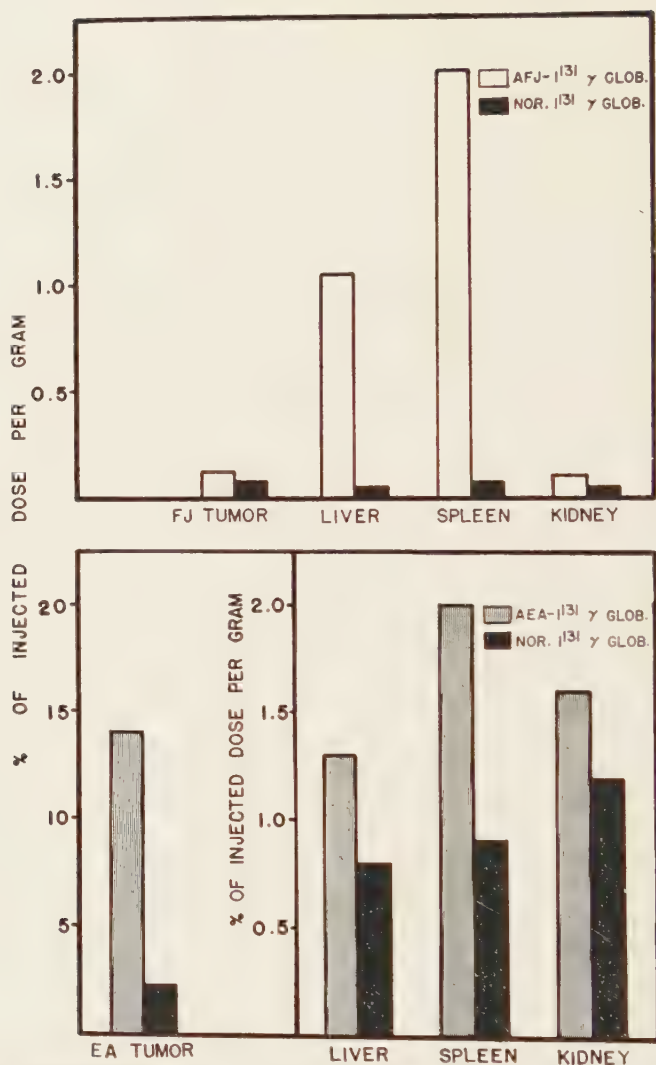 2.0
1.5
1.0
0.5
AFJ-I¹³¹ γ GLOB.
NOR. I¹³¹ γ GLOB.
FJ TUMOR LIVER SPLEEN KIDNEY
% OF INJECTED DOSE PER GRAM
20
15
10
5
EA TUMOR
% OF INJECTED DOSE PER GRAM
2.0
1.5
1.0
0.5
AEA-I¹³¹ γ GLOB.
NOR. I¹³¹ γ GLOB.
LIVER SPLEEN KIDNEY